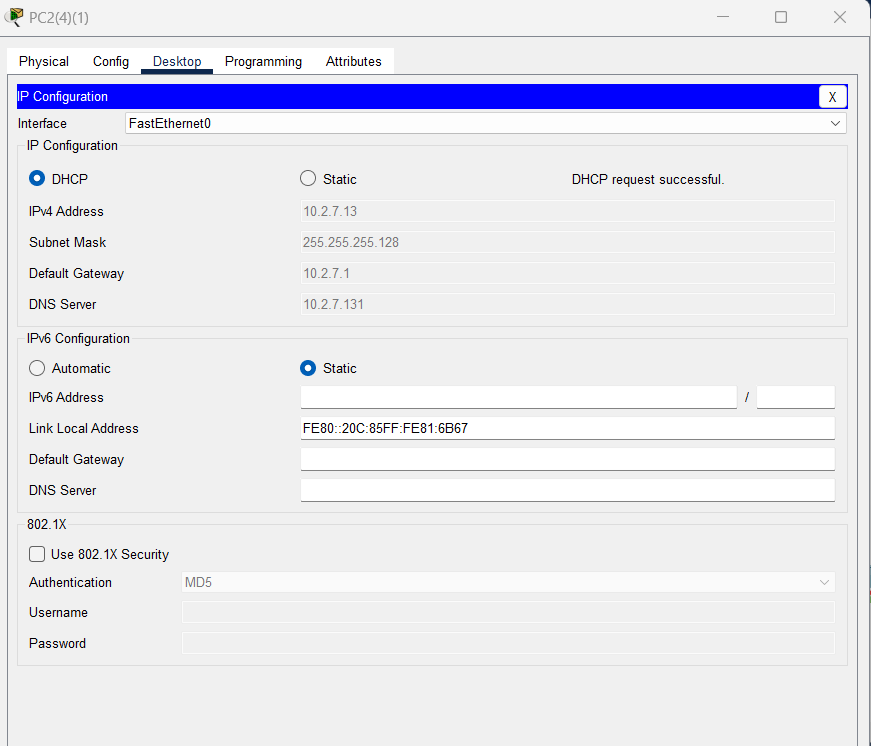 PC2(4)(1)
Physical Config Desktop Programming Attributes
IP Configuration X
Interface FastEthernet0
IP Configuration
DHCP Static DHCP request successful.
IPv4 Address 10.2.7.13
Subnet Mask 255.255.255.128
Default Gateway 10.2.7.1
DNS Server 10.2.7.131
IPv6 Configuration
Automatic Static
IPv6 Address /
Link Local Address FE80::20C:85FF:FE81:6B67
Default Gateway
DNS Server
802.1X
Use 802.1X Security
Authentication MD5
Username
Password